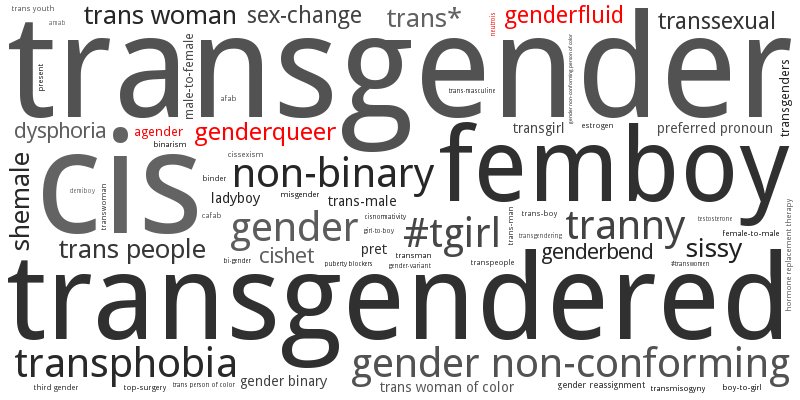 trans youth
trans woman
sex-change
trans*
genderfluid
transsexual
amab
neutrois
transgender
present
male-to-female
afab
trans-masculine
gender non-conforming person of color
transgenders
dysphoria
agender
genderqueer
transgirl
estrogen
preferred pronoun
binarism
cis
cissexism
non-binary
femboy
shemale
demiboy
transwoman
binder
misgender
ladyboy
trans-male
cafab
gender
cisnormativity
girl-to-boy
#tgirl
trans-man
trans-boy
transgendering
tranny
testosterone
female-to-male
hormone replacement therapy
trans people
cishet
pret
transman
genderbend
sissy
bi-gender
puberty blockers
gender-variant
transpeople
#transwomen
transgendered
transphobia
gender non-conforming
third gender
top-surgery
trans person of color
gender binary
trans woman of color
gender reassignment
transmisogyny
boy-to-girl